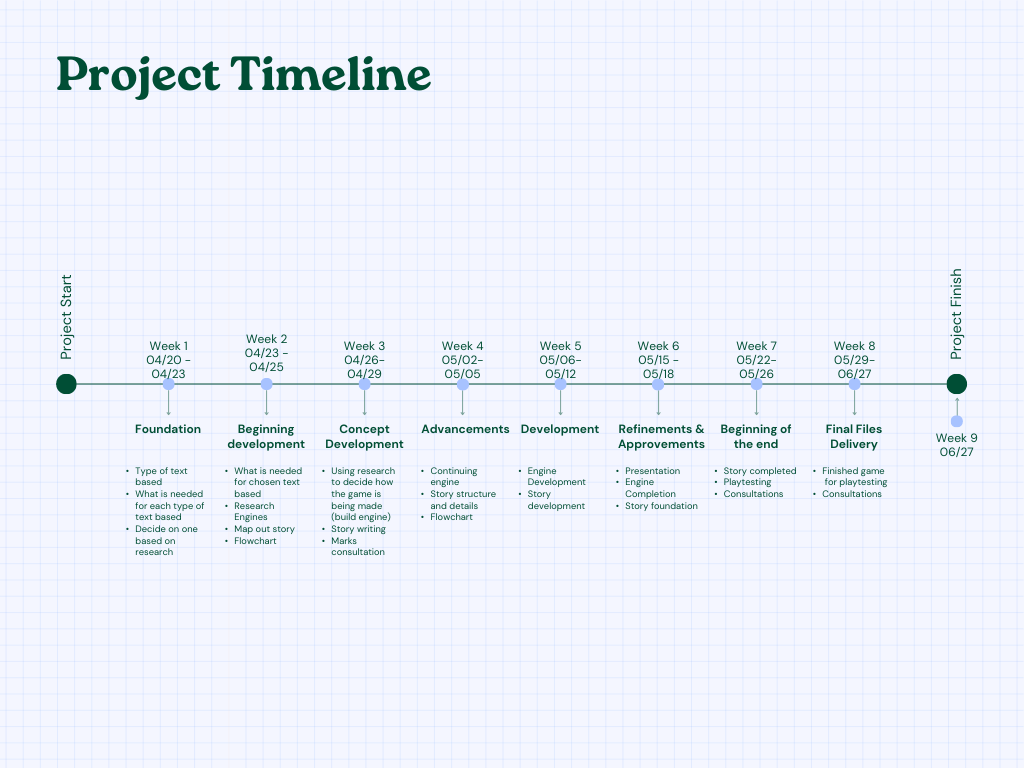 Project Timeline
Project Start
Week 1
04/20 -
04/23
Week 2
04/23 -
04/25
Week 3
04/26-
04/29
Week 4
05/02-
05/05
Week 5
05/06-
05/12
Week 6
05/15 -
05/18
Week 7
05/22-
05/26
Week 8
05/29-
06/27
Project Finish
Foundation
• Type of text
based
• What is needed
for each type of
text based
• Decide on one
based on
research
Beginning
development
• What is needed
for chosen text
based
• Research
Engines
• Map out story
• Flowchart
Concept
Development
• Using research
to decide how
the game is
being made
(build engine)
• Story writing
• Marks
consultation
Advancements
• Continuing
engine
• Story structure
and details
• Flowchart
Development
• Engine
Development
• Story
development
Refinements &
Approvements
• Presentation
• Engine
Completion
• Story foundation
Beginning of
the end
• Story completed
• Playtesting
• Consultations
Final Files
Delivery
• Finished game
for playtesting
• Consultations
Week 9
06/27